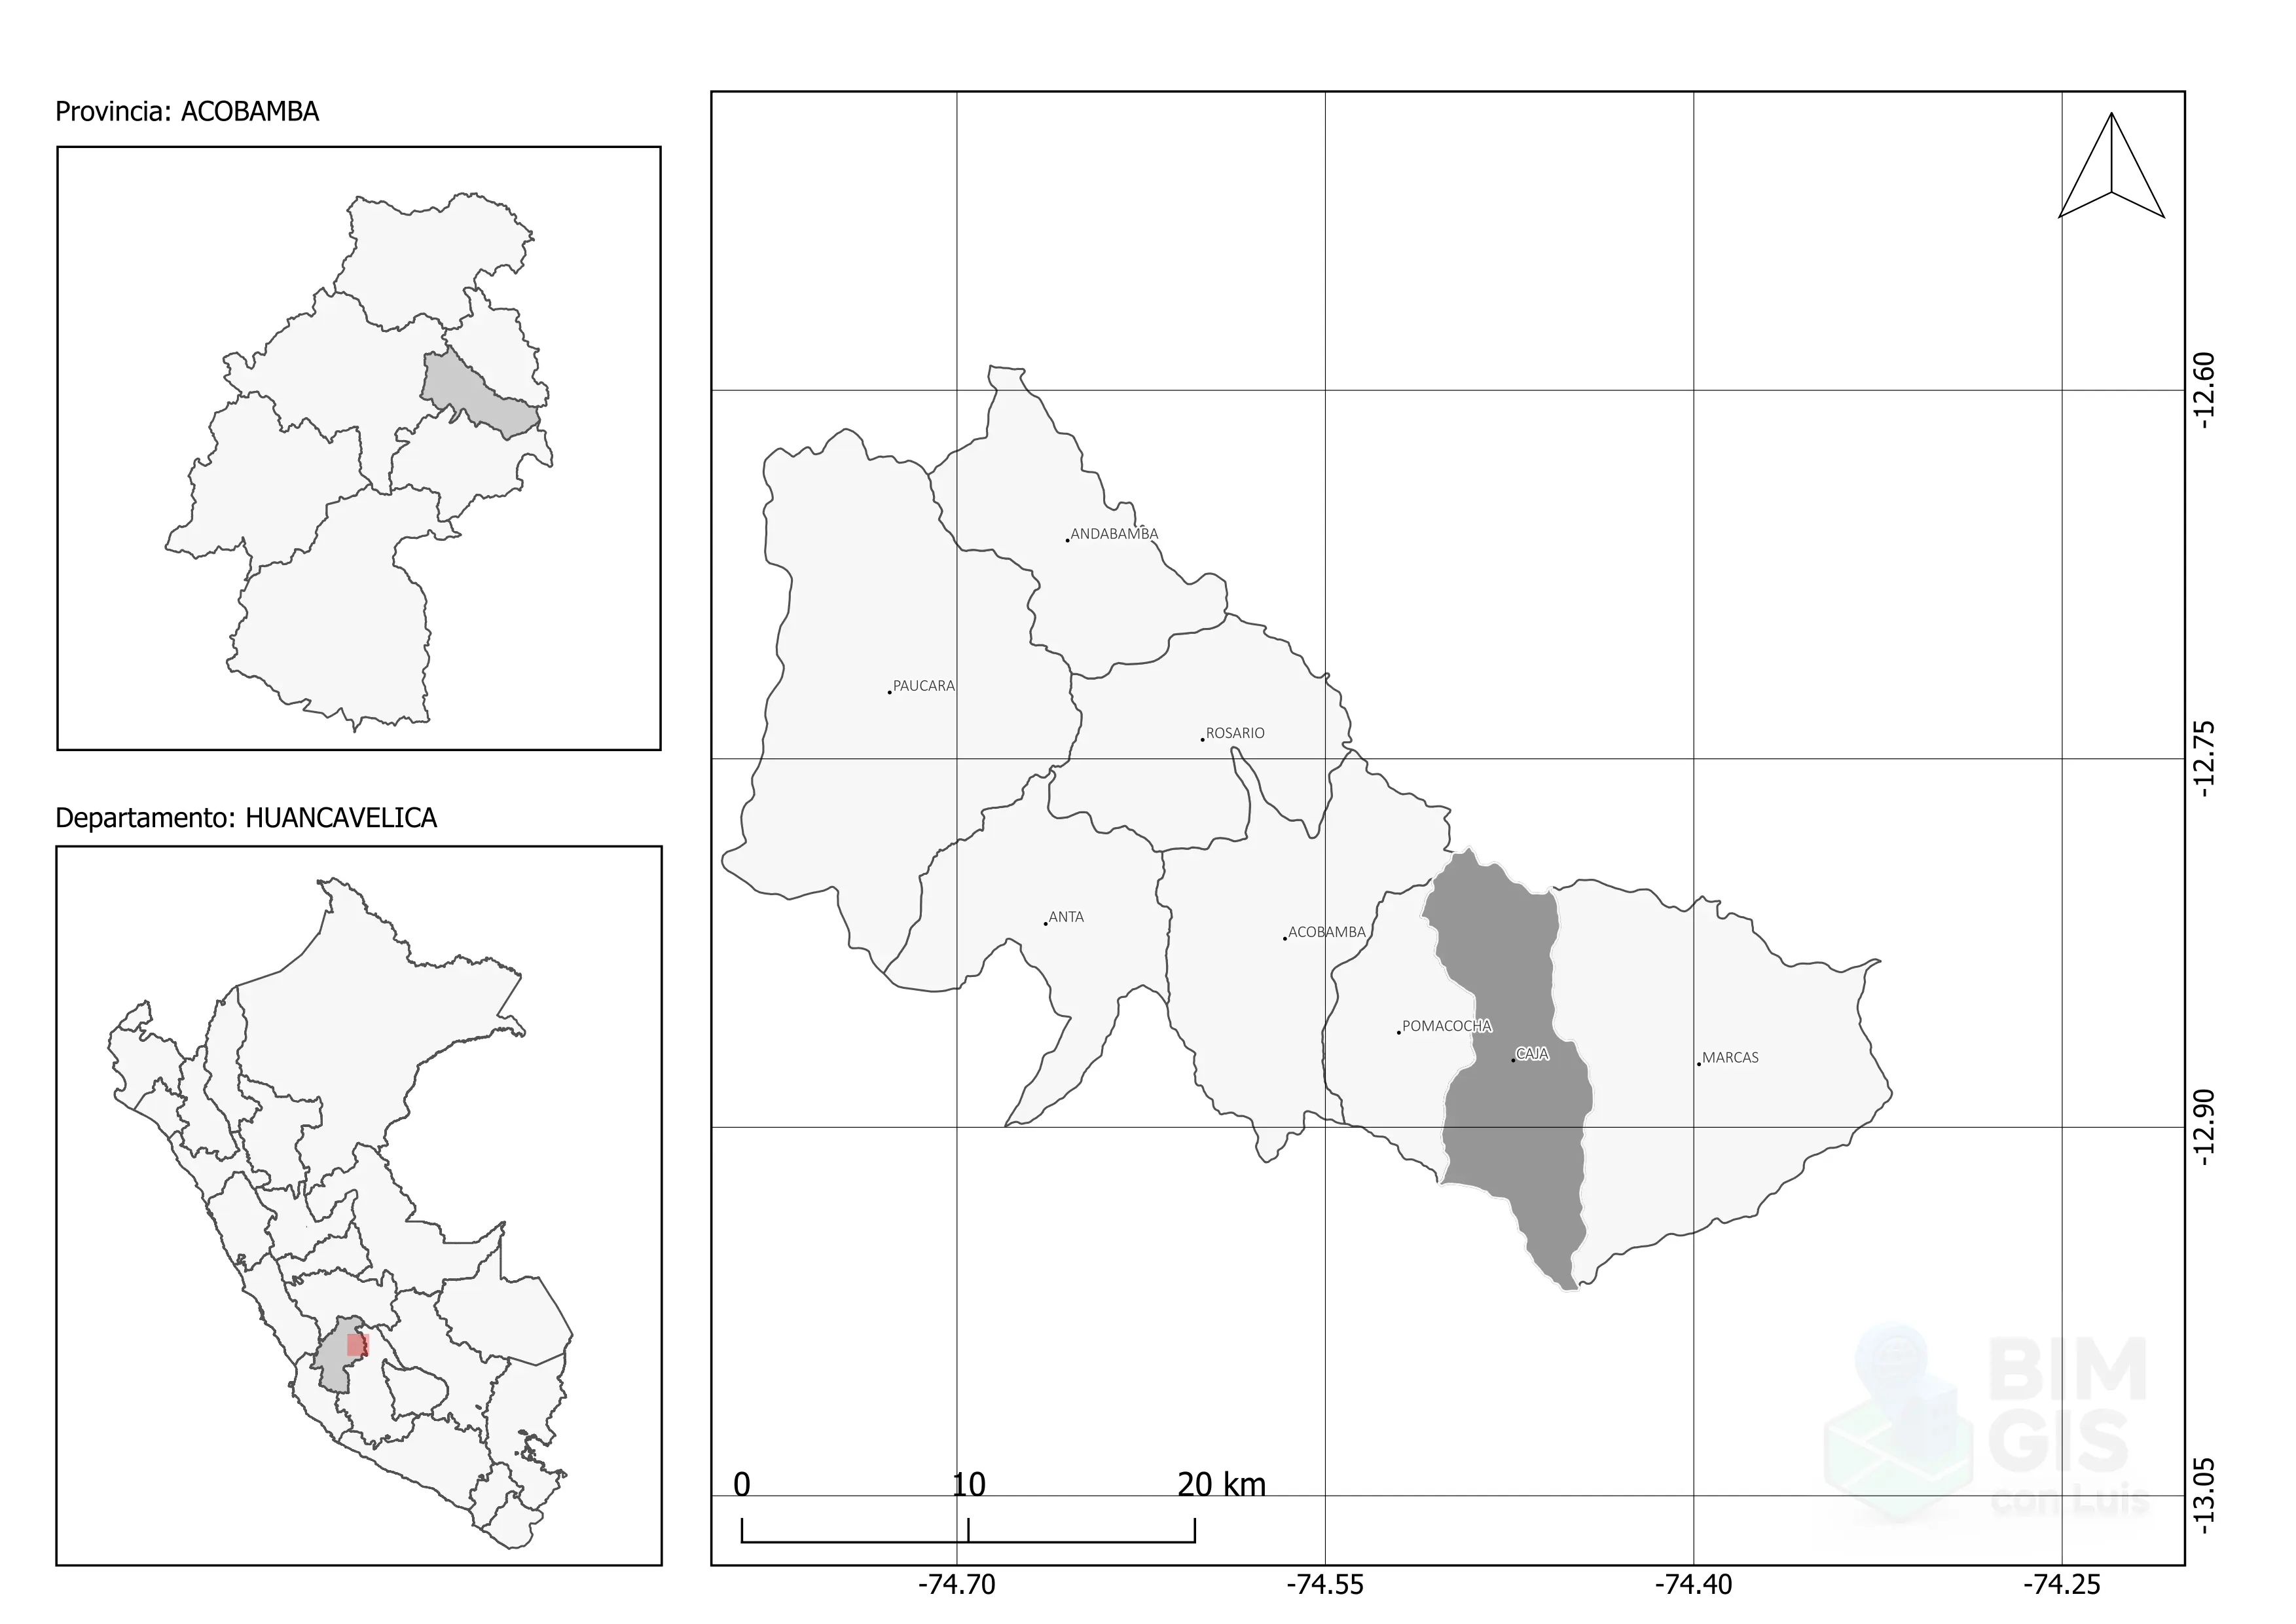 Provincia: ACOBAMBA
Departamento: HUANCAVELICA
ANDABAMBA
PAUCARA
ROSARIO
ANTA
ACOBAMBA
POMACOCHA
CAJA
MARCAS
-12.60
-12.75
-12.90
-13.05
0 10 20 km
-74.70 -74.55 -74.40 -74.25
BIM
GIS
con Luis